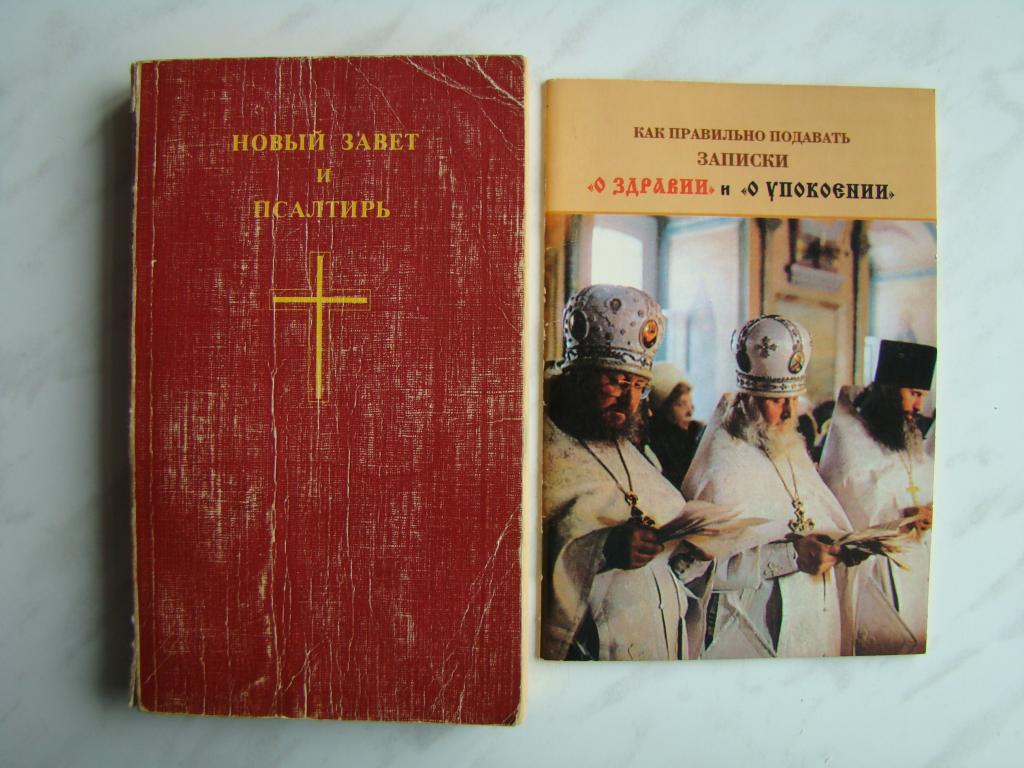 НОВЫЙ ЗАВЕТ
И
ПСАЛТИРЬ
КАК ПРАВИЛЬНО ПОДАВАТЬ
ЗАПИСКИ
«О ЗДРАВИИ» и «О УПОКОЕНИИ»